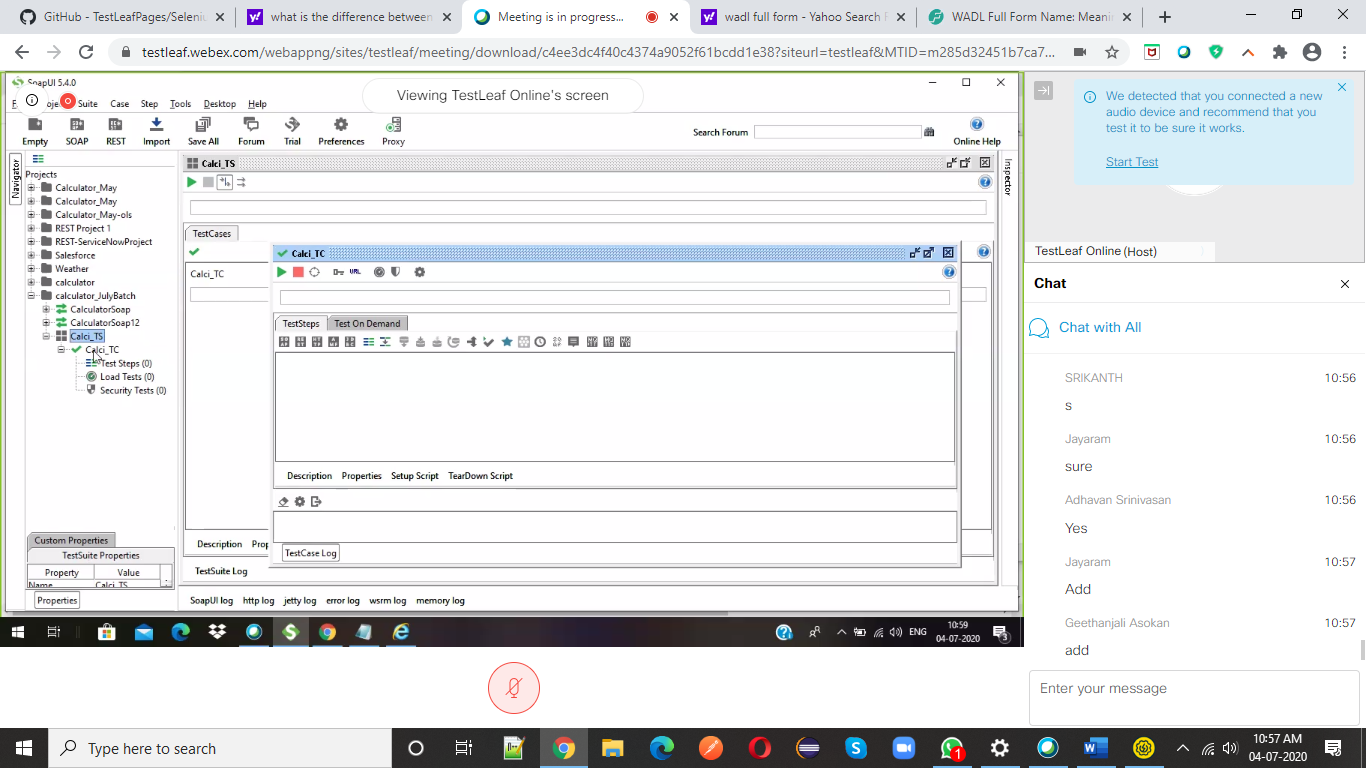 GitHub - TestLeafPages/Seleni
what is the difference between
Meeting is in progress...
wadl full form - Yahoo Search
WADL Full Form Name: Meani
testleaf.webex.com/webappng/sites/testleaf/meeting/download/c4ee3dc4f40c4374a9052f61bcdd1e38?siteurl=testleaf&MTID=m285d32451b7ca7...
SoapUI 5.4.0
Viewing TestLeaf Online's screen
Suite Case Step Tools Desktop Help
Empty SOAP REST Import Save All Forum Trial Preferences Proxy
Search Forum
Online Help
Navigator
Projects
Calculator_May
Calculator_May
Calculator_May-ols
REST Project 1
REST-ServiceNowProject
Salesforce
Weather
calculator
calculator_JulyBatch
CalculatorSoap
CalculatorSoap12
Calci_TS
Calci_TC
Test Steps (0)
Load Tests (0)
Security Tests (0)
Custom Properties
TestSuite Properties
Property Value
Name Calci_TS
Properties
Calci_TS
TestCases
Calci_TC
Calci_TC
URL
TestSteps Test On Demand
Description Properties Setup Script TearDown Script
TestCase Log
Description
TestSuite Log
SoapUI log http log jetty log error log wsrm log memory log
Inspector
ENG
10:59
04-07-2020
3
We detected that you connected a new
audio device and recommend that you
test it to be sure it works.
Start Test
TestLeaf Online (Host)
Chat
Chat with All
SRIKANTH 10:56
s
Jayaram 10:56
sure
Adhavan Srinivasan 10:56
Yes
Jayaram 10:57
Add
Geethanjali Asokan 10:57
add
Enter your message
Type here to search
1
10:57 AM
04-07-2020